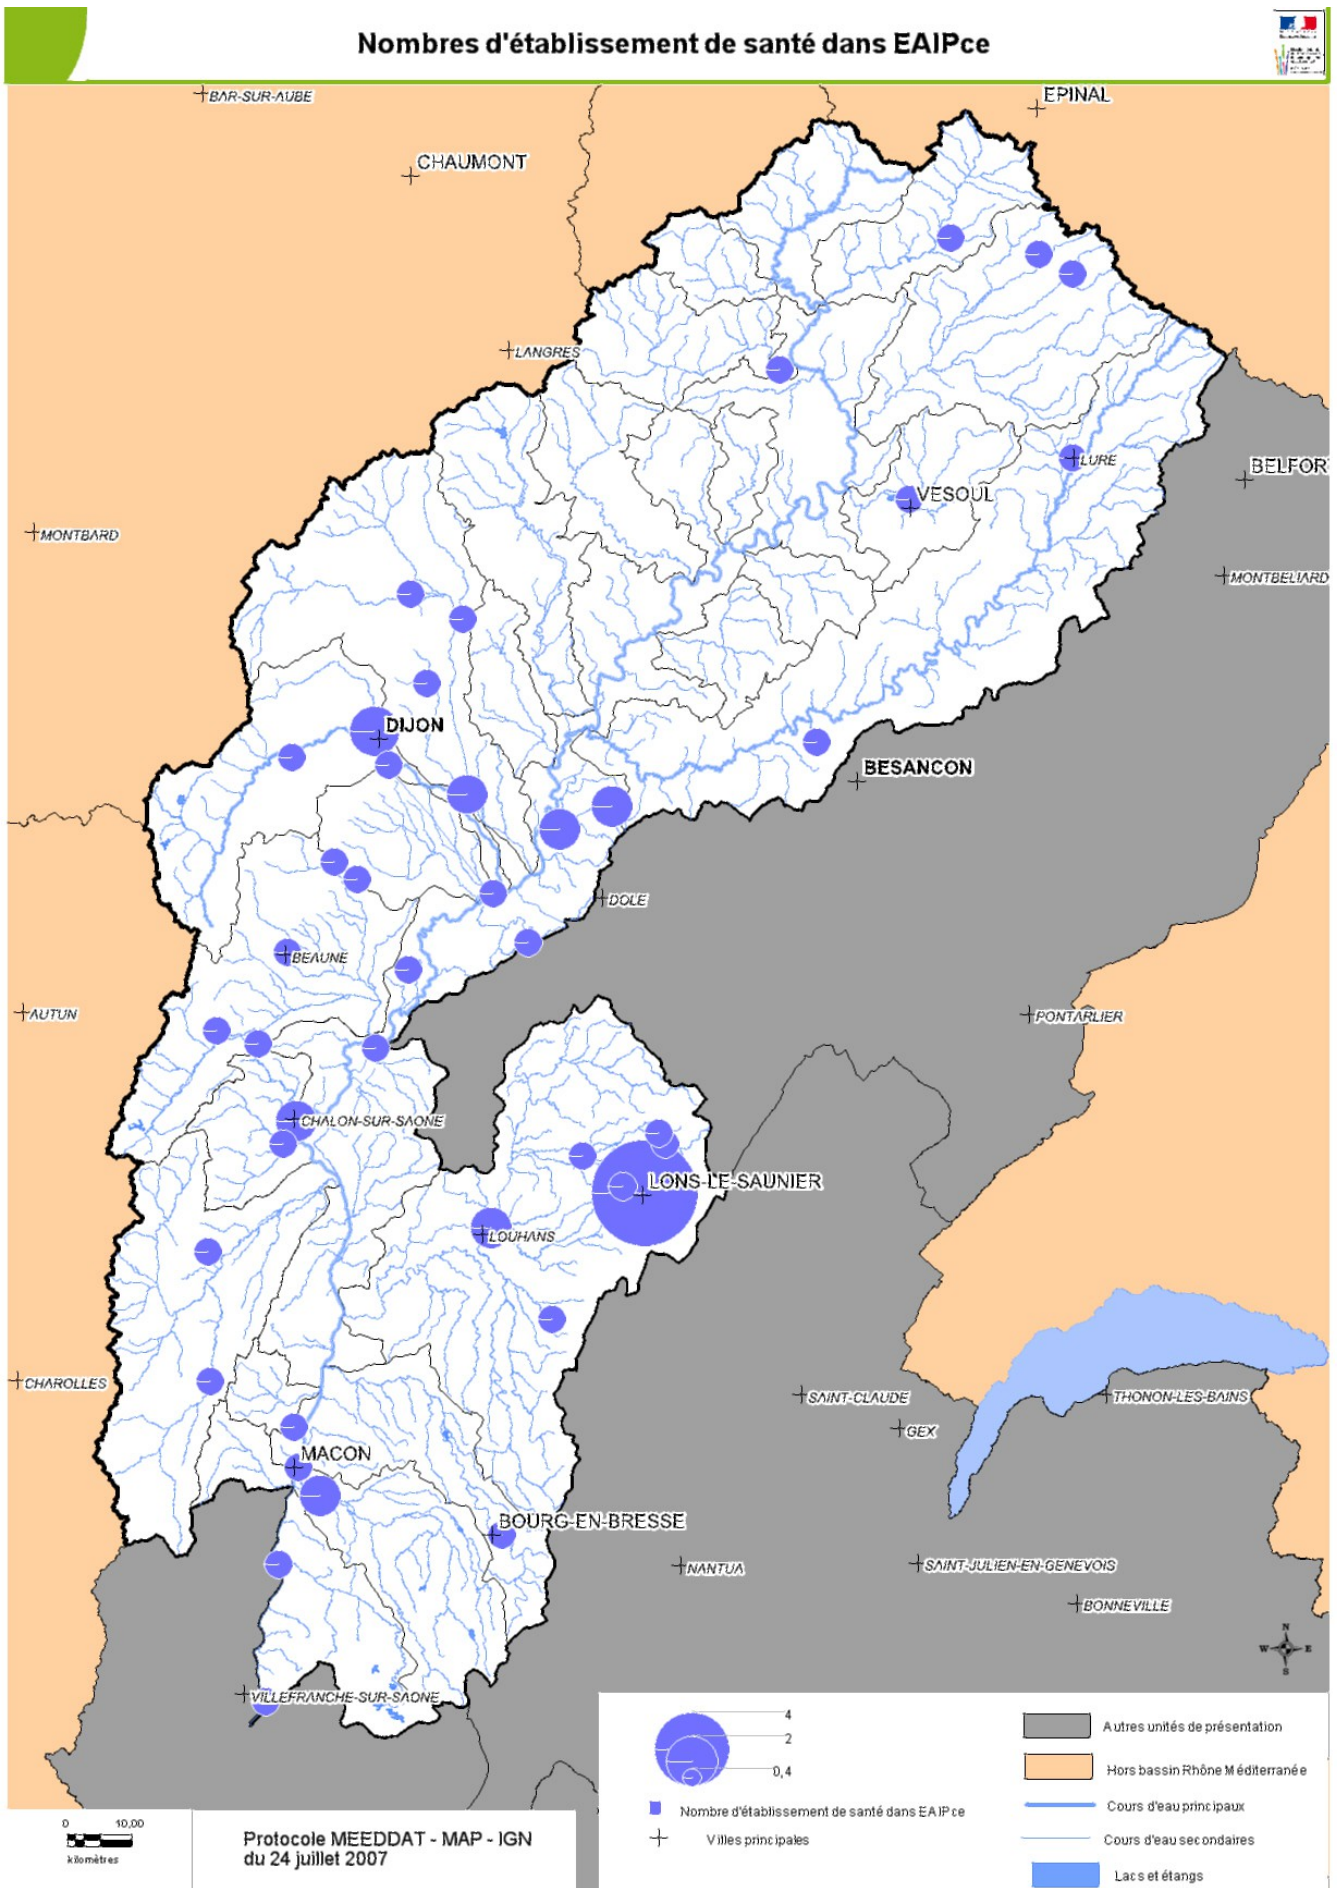 Nombres d'établissement de santé dans EAIPce
BAR-SUR-AUBE
EPINAL
CHAUMONT
LANGRES
LURE
BELFOR
VESOUL
MONTBARD
MONTBELIARD
DIJON
BESANCON
DOLE
BEAUNE
AUTUN
PONTARLIER
CHALON-SUR-SAONE
LONS-LE-SAUNIER
LOUHANS
CHAROLLES
SAINT-CLAUDE
THONON-LES-BAINS
GEX
MACON
BOURG-EN-BRESSE
NANTUA
SAINT-JULIEN-EN-GENEVOIS
BONNEVILLE
N
W E
S
VILLEFRANCHE-SUR-SAONE
4
2
0,4
Nombre d'établissement de santé dans EAIPce
Villes principales
Autres unités de présentation
Hors bassin Rhône Méditerranée
Cours d'eau principaux
Cours d'eau secondaires
Lacs et étangs
0 10,00
kilomètres
Protocole MEEDDAT - MAP - IGN
du 24 juillet 2007